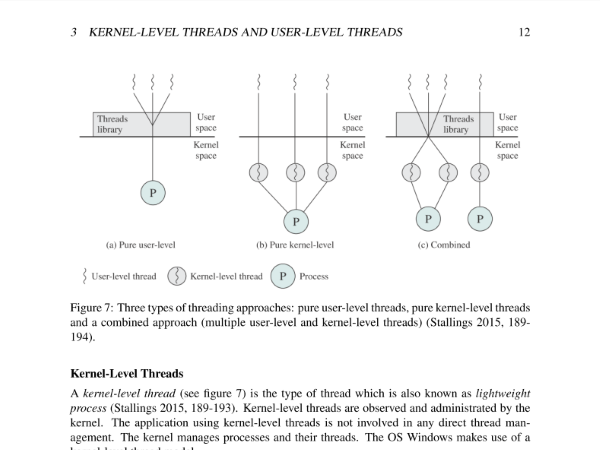 3 KERNEL-LEVEL THREADS AND USER-LEVEL THREADS 12
Threads library
User space
Kernel space
P
(a) Pure user-level
User space
Kernel space
P
(b) Pure kernel-level
Threads library
User space
Kernel space
P P
(c) Combined
User-level thread Kernel-level thread P Process
Figure 7: Three types of threading approaches: pure user-level threads, pure kernel-level threads
and a combined approach (multiple user-level and kernel-level threads) (Stallings 2015, 189-
194).
Kernel-Level Threads
A kernel-level thread (see figure 7) is the type of thread which is also known as lightweight
process (Stallings 2015, 189-193). Kernel-level threads are observed and administrated by the
kernel. The application using kernel-level threads is not involved in any direct thread man-
agement. The kernel manages processes and their threads. The OS Windows makes use of a